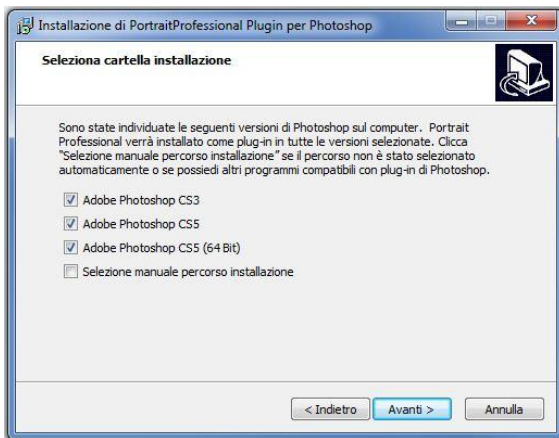 Installazione di PortraitProfessional Plugin per Photoshop
Seleziona cartella installazione
Sono state individuate le seguenti versioni di Photoshop sul computer. Portrait
Professional verrà installato come plug-in in tutte le versioni selezionate. Clicca
"Selezione manuale percorso installazione" se il percorso non è stato selezionato
automaticamente o se possiedi altri programmi compatibili con plug-in di Photoshop.
Adobe Photoshop CS3
Adobe Photoshop CS5
Adobe Photoshop CS5 (64 Bit)
Selezione manuale percorso installazione
< Indietro Avanti > Annulla